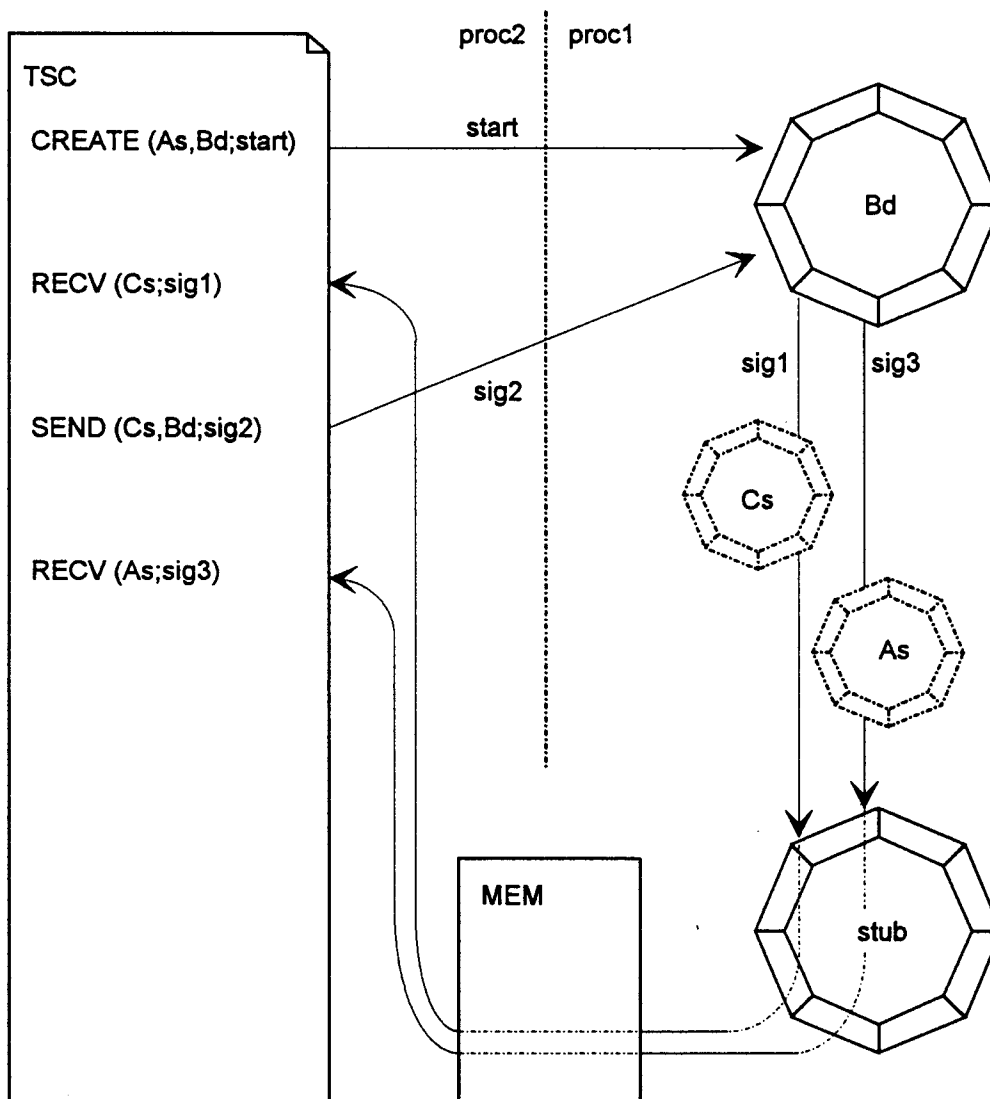 proc2
proc1
TSC
CREATE (As,Bd;start)
start
Bd
RECV (Cs;sig1)
sig1
sig3
sig2
SEND (Cs,Bd;sig2)
Cs
RECV (As;sig3)
As
MEM
stub